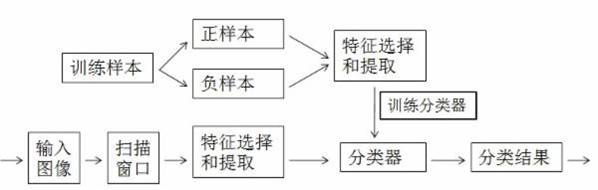 正样本
特征选择
和提取
训练样本
负样本
训练分类器
输入
图像
扫描
窗口
特征选择
和提取
分类器
分类结果